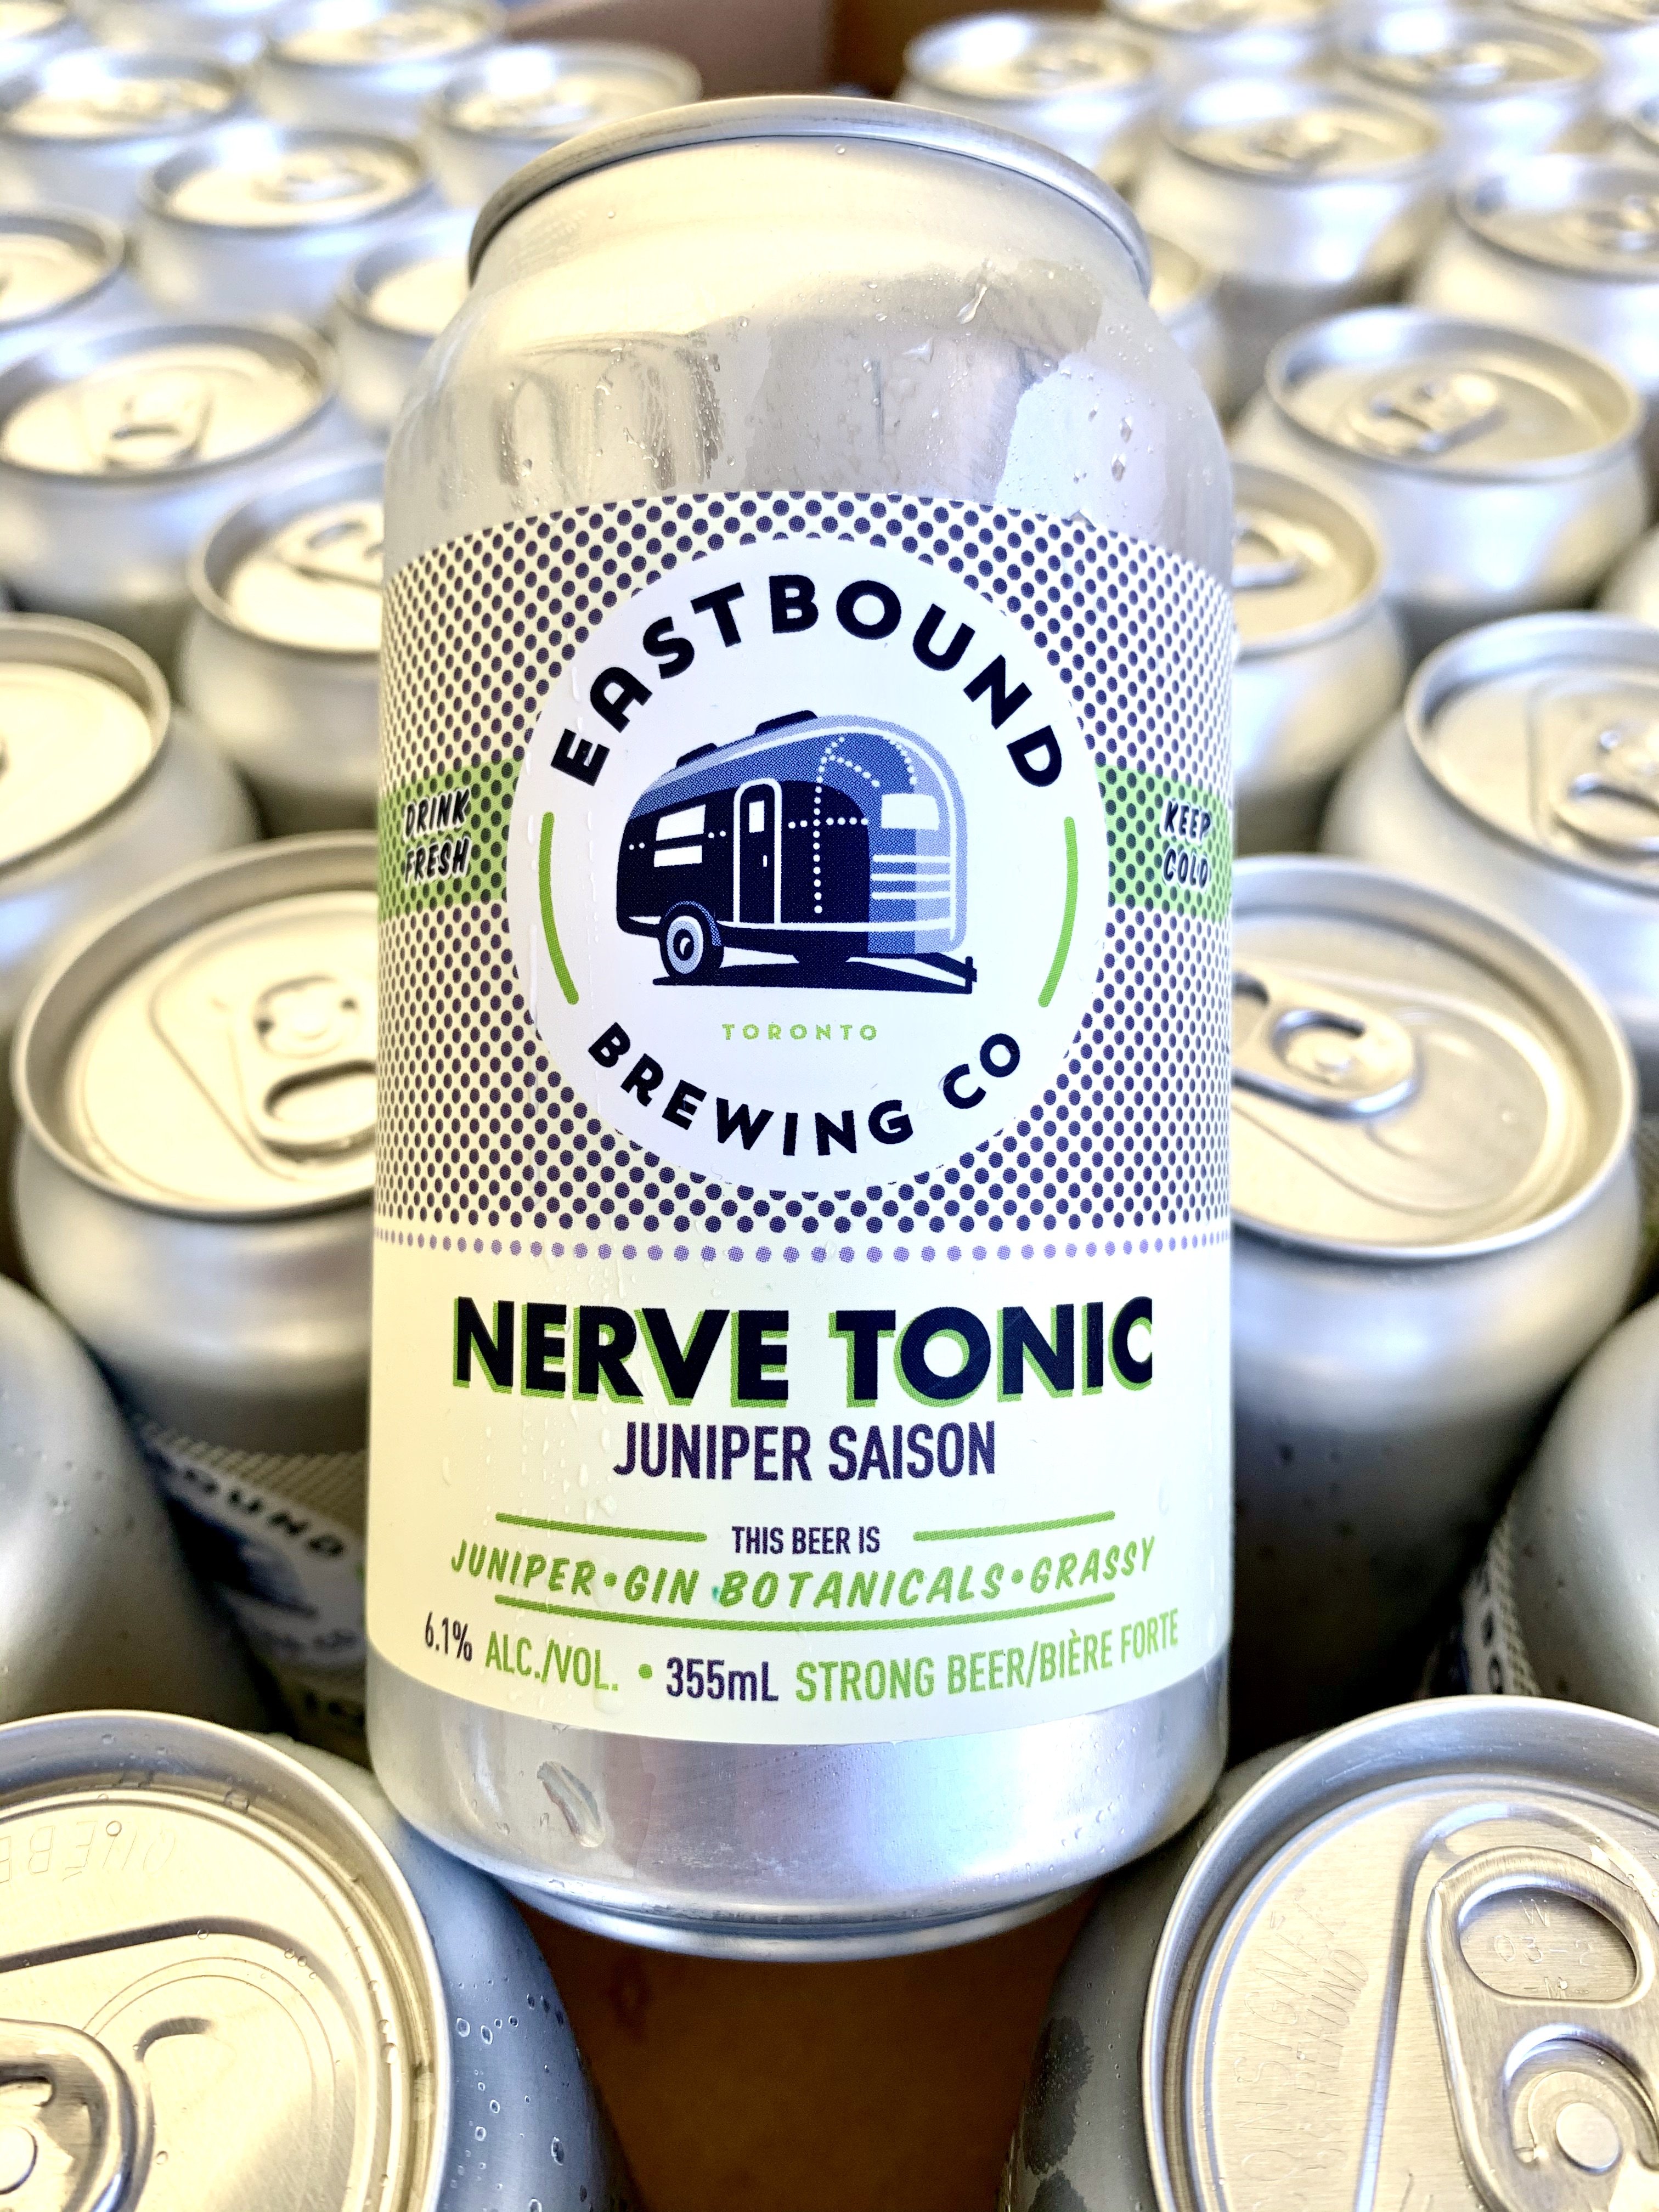 EASTBOUND
DRINK
FRESH
KEEP
COLD
TORONTO
BREWING CO
NERVE TONIC
JUNIPER SAISON
THIS BEER IS
JUNIPER•GIN BOTANICALS•GRASSY
6.1% ALC./VOL. • 355mL STRONG BEER/BIÈRE FORTE